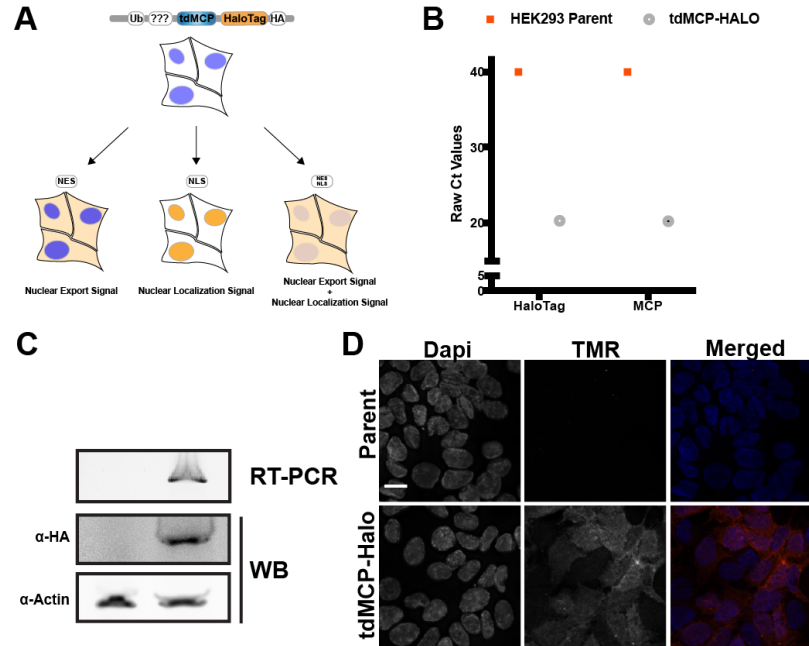 A
Ub ??? tdMCP HaloTag HA
NES
NLS
NES
NLS
Nuclear Export Signal
Nuclear Localization Signal
Nuclear Export Signal
+
Nuclear Localization Signal
B
HEK293 Parent
tdMCP-HALO
Raw Ct Values
40
30
20
5
0
HaloTag
MCP
C
RT-PCR
α-HA
α-Actin
WB
D
Dapi
TMR
Merged
Parent
tdMCP-Halo